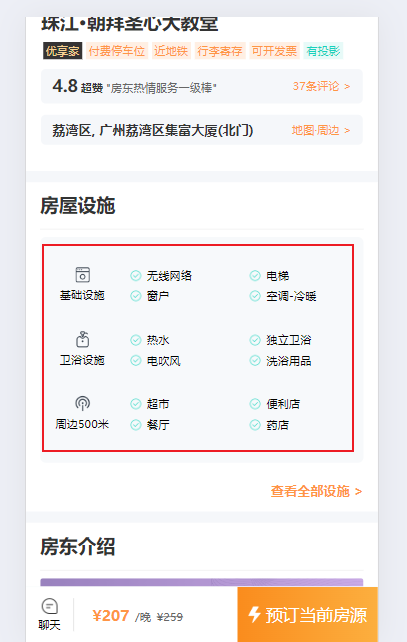 珠江·朝拜圣心大教堂
优享家 付费停车位 近地铁 行李寄存 可开发票 有投影
4.8 超赞 "房东热情服务一级棒" 37条评论 >
荔湾区, 广州荔湾区集富大厦(北门) 地图·周边 >
房屋设施
无线网络 电梯
基础设施
窗户 空调-冷暖
热水 独立卫浴
卫浴设施
电吹风 洗浴用品
超市 便利店
周边500米
餐厅 药店
查看全部设施 >
房东介绍
聊天
¥207 /晚 ¥259
预订当前房源